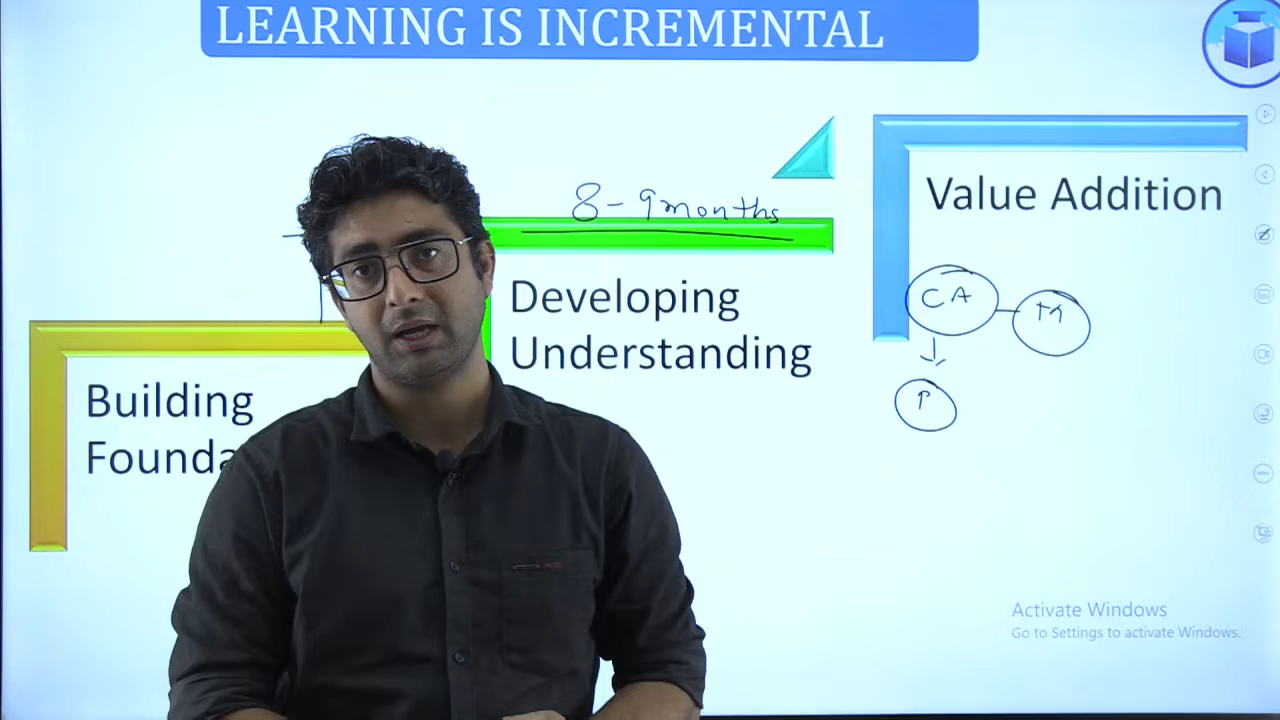 LEARNING IS INCREMENTAL
8-9months
Value Addition
Developing
Understanding
CA
P
Building
Founda
Activate Windows
Go to Settings to activate Windows.